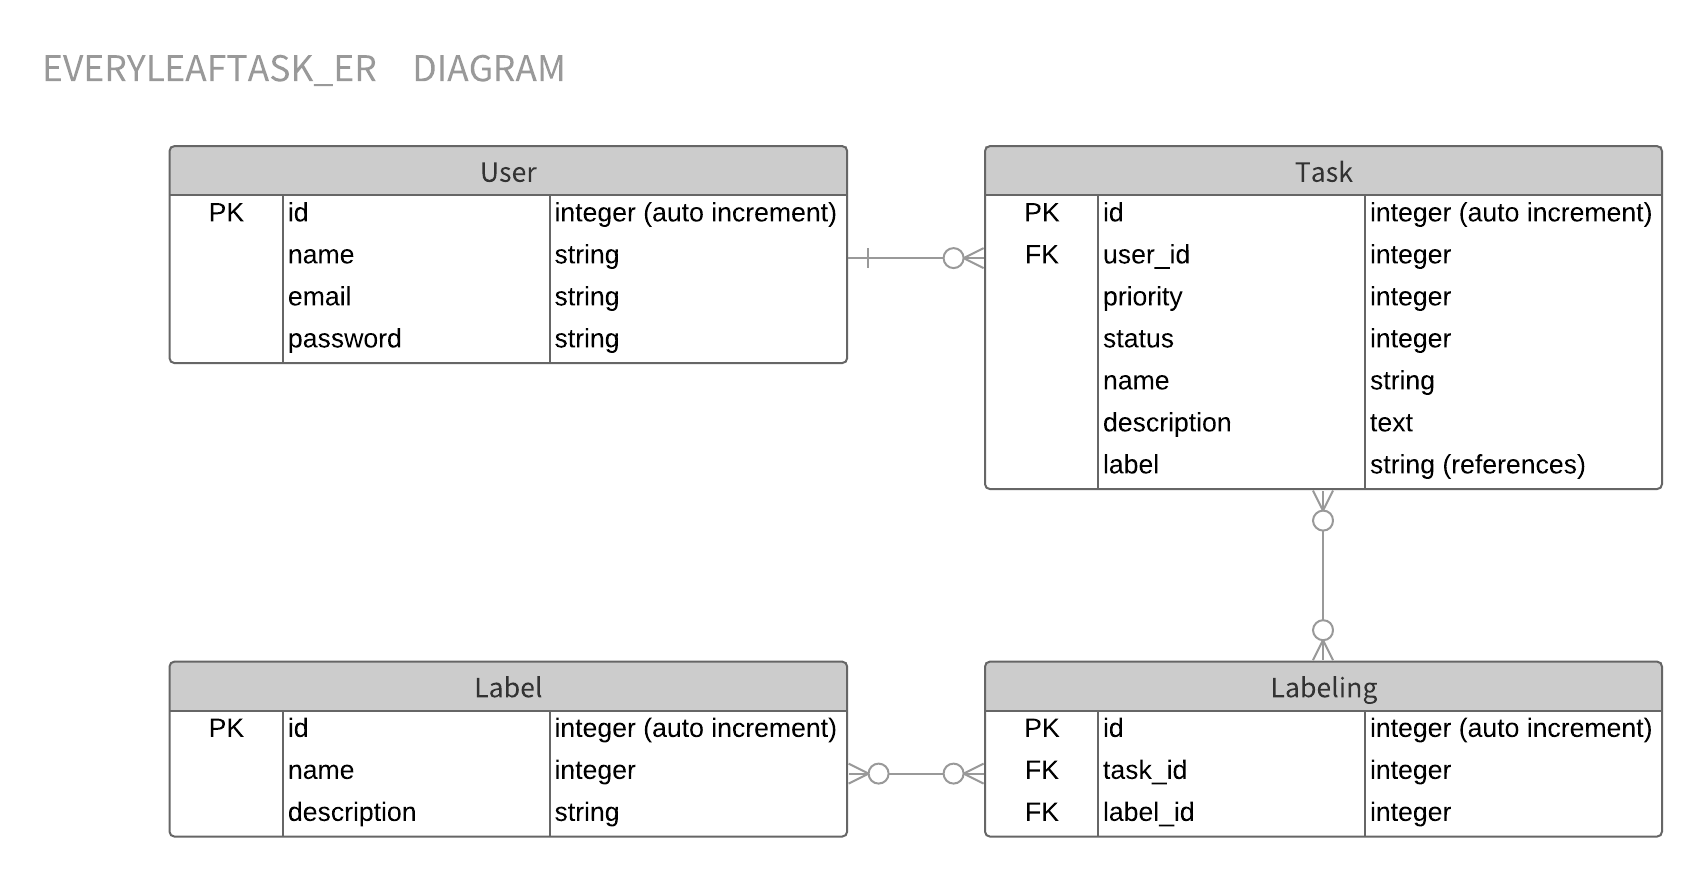 EVERYLEAFTASK_ER DIAGRAM
User
PK id integer (auto increment)
name string
email string
password string
Task
PK id integer (auto increment)
FK user_id integer
priority integer
status integer
name string
description text
label string (references)
Label
PK id integer (auto increment)
name integer
description string
Labeling
PK id integer (auto increment)
FK task_id integer
FK label_id integer